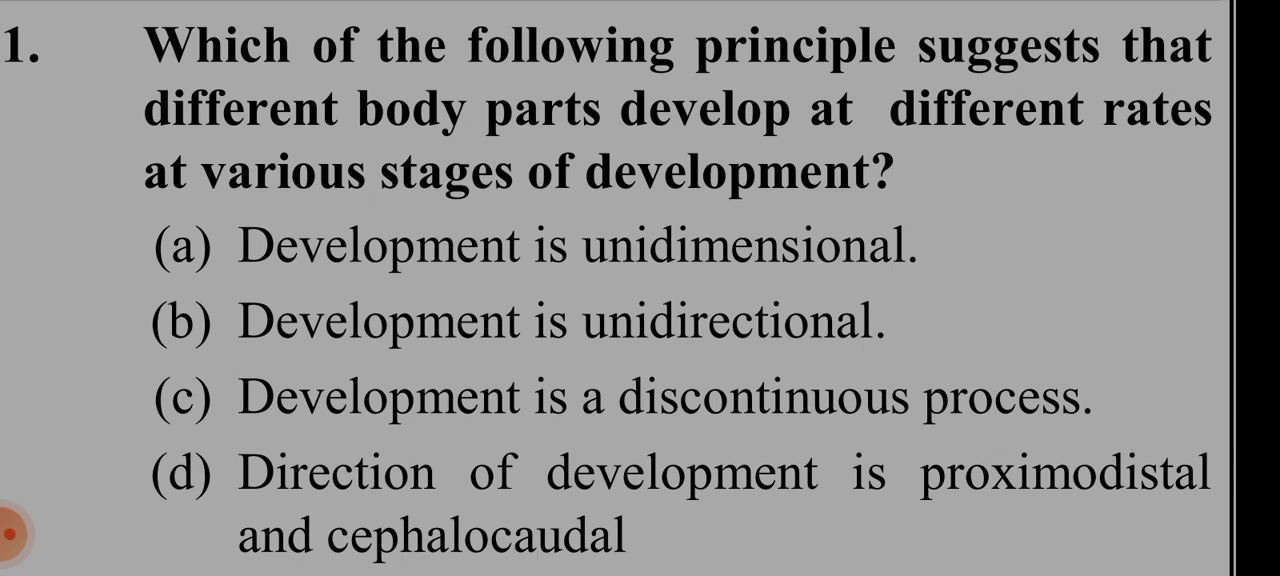 1. Which of the following principle suggests that
different body parts develop at different rates
at various stages of development?
(a) Development is unidimensional.
(b) Development is unidirectional.
(c) Development is a discontinuous process.
(d) Direction of development is proximodistal
and cephalocaudal